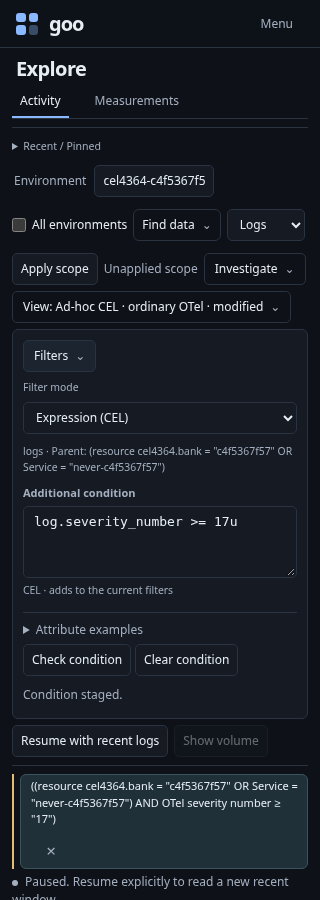 goo
Menu
Explore
Activity Measurements
Recent / Pinned
Environment cel4364-c4f5367f5
All environments Find data Logs
Apply scope Unapplied scope Investigate
View: Ad-hoc CEL · ordinary OTel · modified
Filters
Filter mode
Expression (CEL)
logs · Parent: (resource cel4364.bank = "c4f5367f57" OR
Service = "never-c4f5367f57")
Additional condition
log.severity_number >= 17u
CEL · adds to the current filters
Attribute examples
Check condition Clear condition
Condition staged.
Resume with recent logs Show volume
((resource cel4364.bank = "c4f5367f57" OR Service =
"never-c4f5367f57") AND OTel severity number ≥
"17")
✕
Paused. Resume explicitly to read a new recent
window